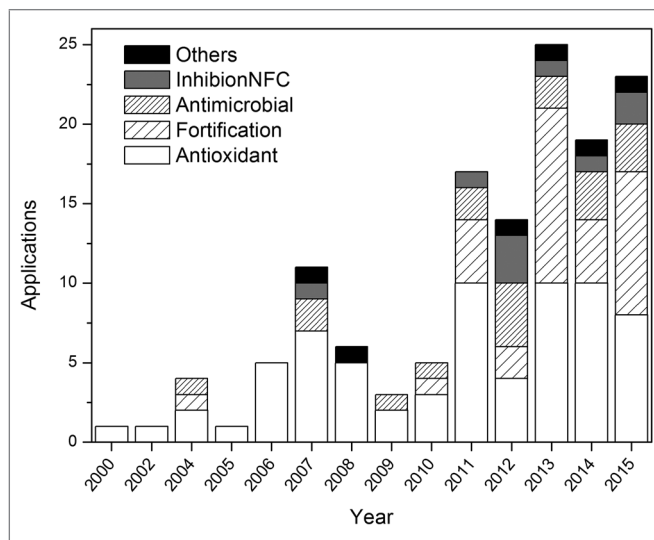 25
20
15
10
5
0
Applications
Others
InhibionNFC
Antimicrobial
Fortification
Antioxidant
2000
2002
2004
2005
2006
2007
2008
2009
2010
2011
2012
2013
2014
2015
Year